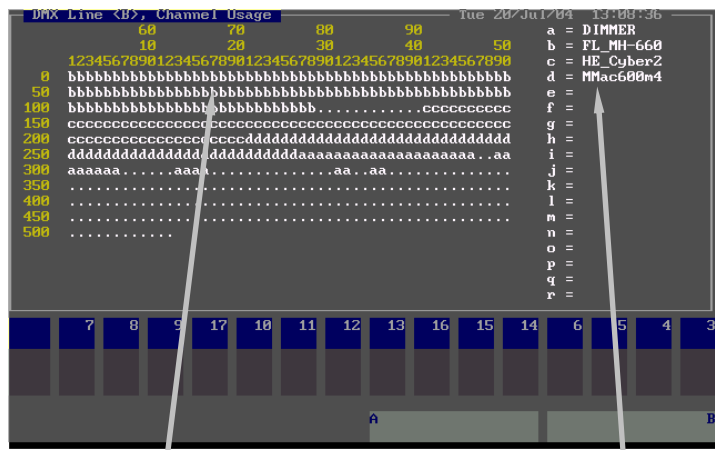 DMX Line <B>, Channel Usage Tue 20/Jul/04 13:08:36
60 70 80 90 a = DIMMER
10 20 30 40 50 b = FL_MH-660
12345678901234567890123456789012345678901234567890 c = HE_Cyber2
0 bbbbbbbbbbbbbbbbbbbbbbbbbbbbbbbbbbbbbbbbbbbbbbbbbb d = MMac600m4
50 bbbbbbbbbbbbbbbbbbbbbbbbbbbbbbbbbbbbbbbbbbbbbbbbbb e =
100 bbbbbbbbbbbbbbbbbbbbbbbbbbbb............cccccccccc f =
150 cccccccccccccccccccccccccccccccccccccccccccccccccc g =
200 ccccccccccccccccccccdddddddddddddddddddddddddddddd h =
250 ddddddddddddddddddddddddddaaaaaaaaaaaaaaaaaaaa..aa i =
300 aaaaaa......aaaa..............aa..aa.............. j =
350 .................................................. k =
400 .................................................. l =
450 .................................................. m =
500 ............ n =
o =
p =
q =
r =
7 8 9 17 10 11 12 13 16 15 14 6 5 4 3
A B